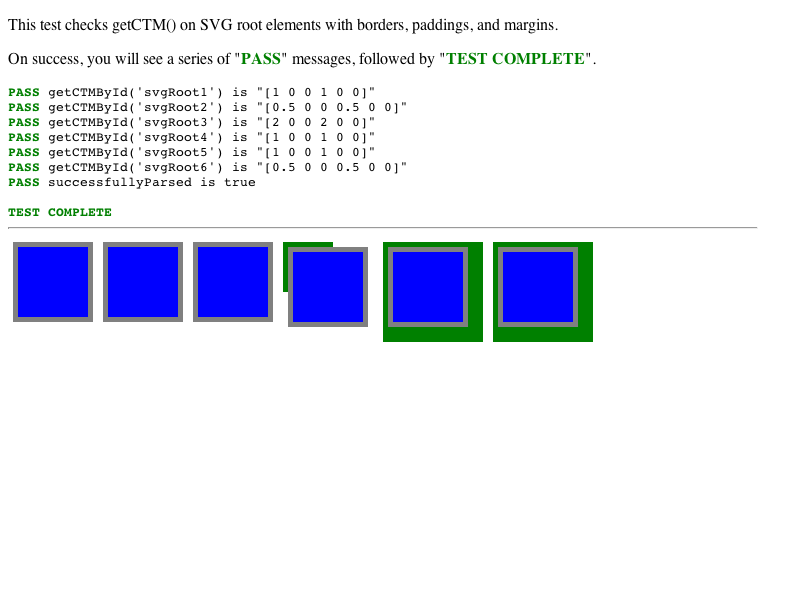 This test checks getCTM() on SVG root elements with borders, paddings, and margins.
On success, you will see a series of "PASS" messages, followed by "TEST COMPLETE".
PASS getCTMById('svgRoot1') is "[1 0 0 1 0 0]"
PASS getCTMById('svgRoot2') is "[0.5 0 0 0.5 0 0]"
PASS getCTMById('svgRoot3') is "[2 0 0 2 0 0]"
PASS getCTMById('svgRoot4') is "[1 0 0 1 0 0]"
PASS getCTMById('svgRoot5') is "[1 0 0 1 0 0]"
PASS getCTMById('svgRoot6') is "[0.5 0 0 0.5 0 0]"
PASS successfullyParsed is true
TEST COMPLETE